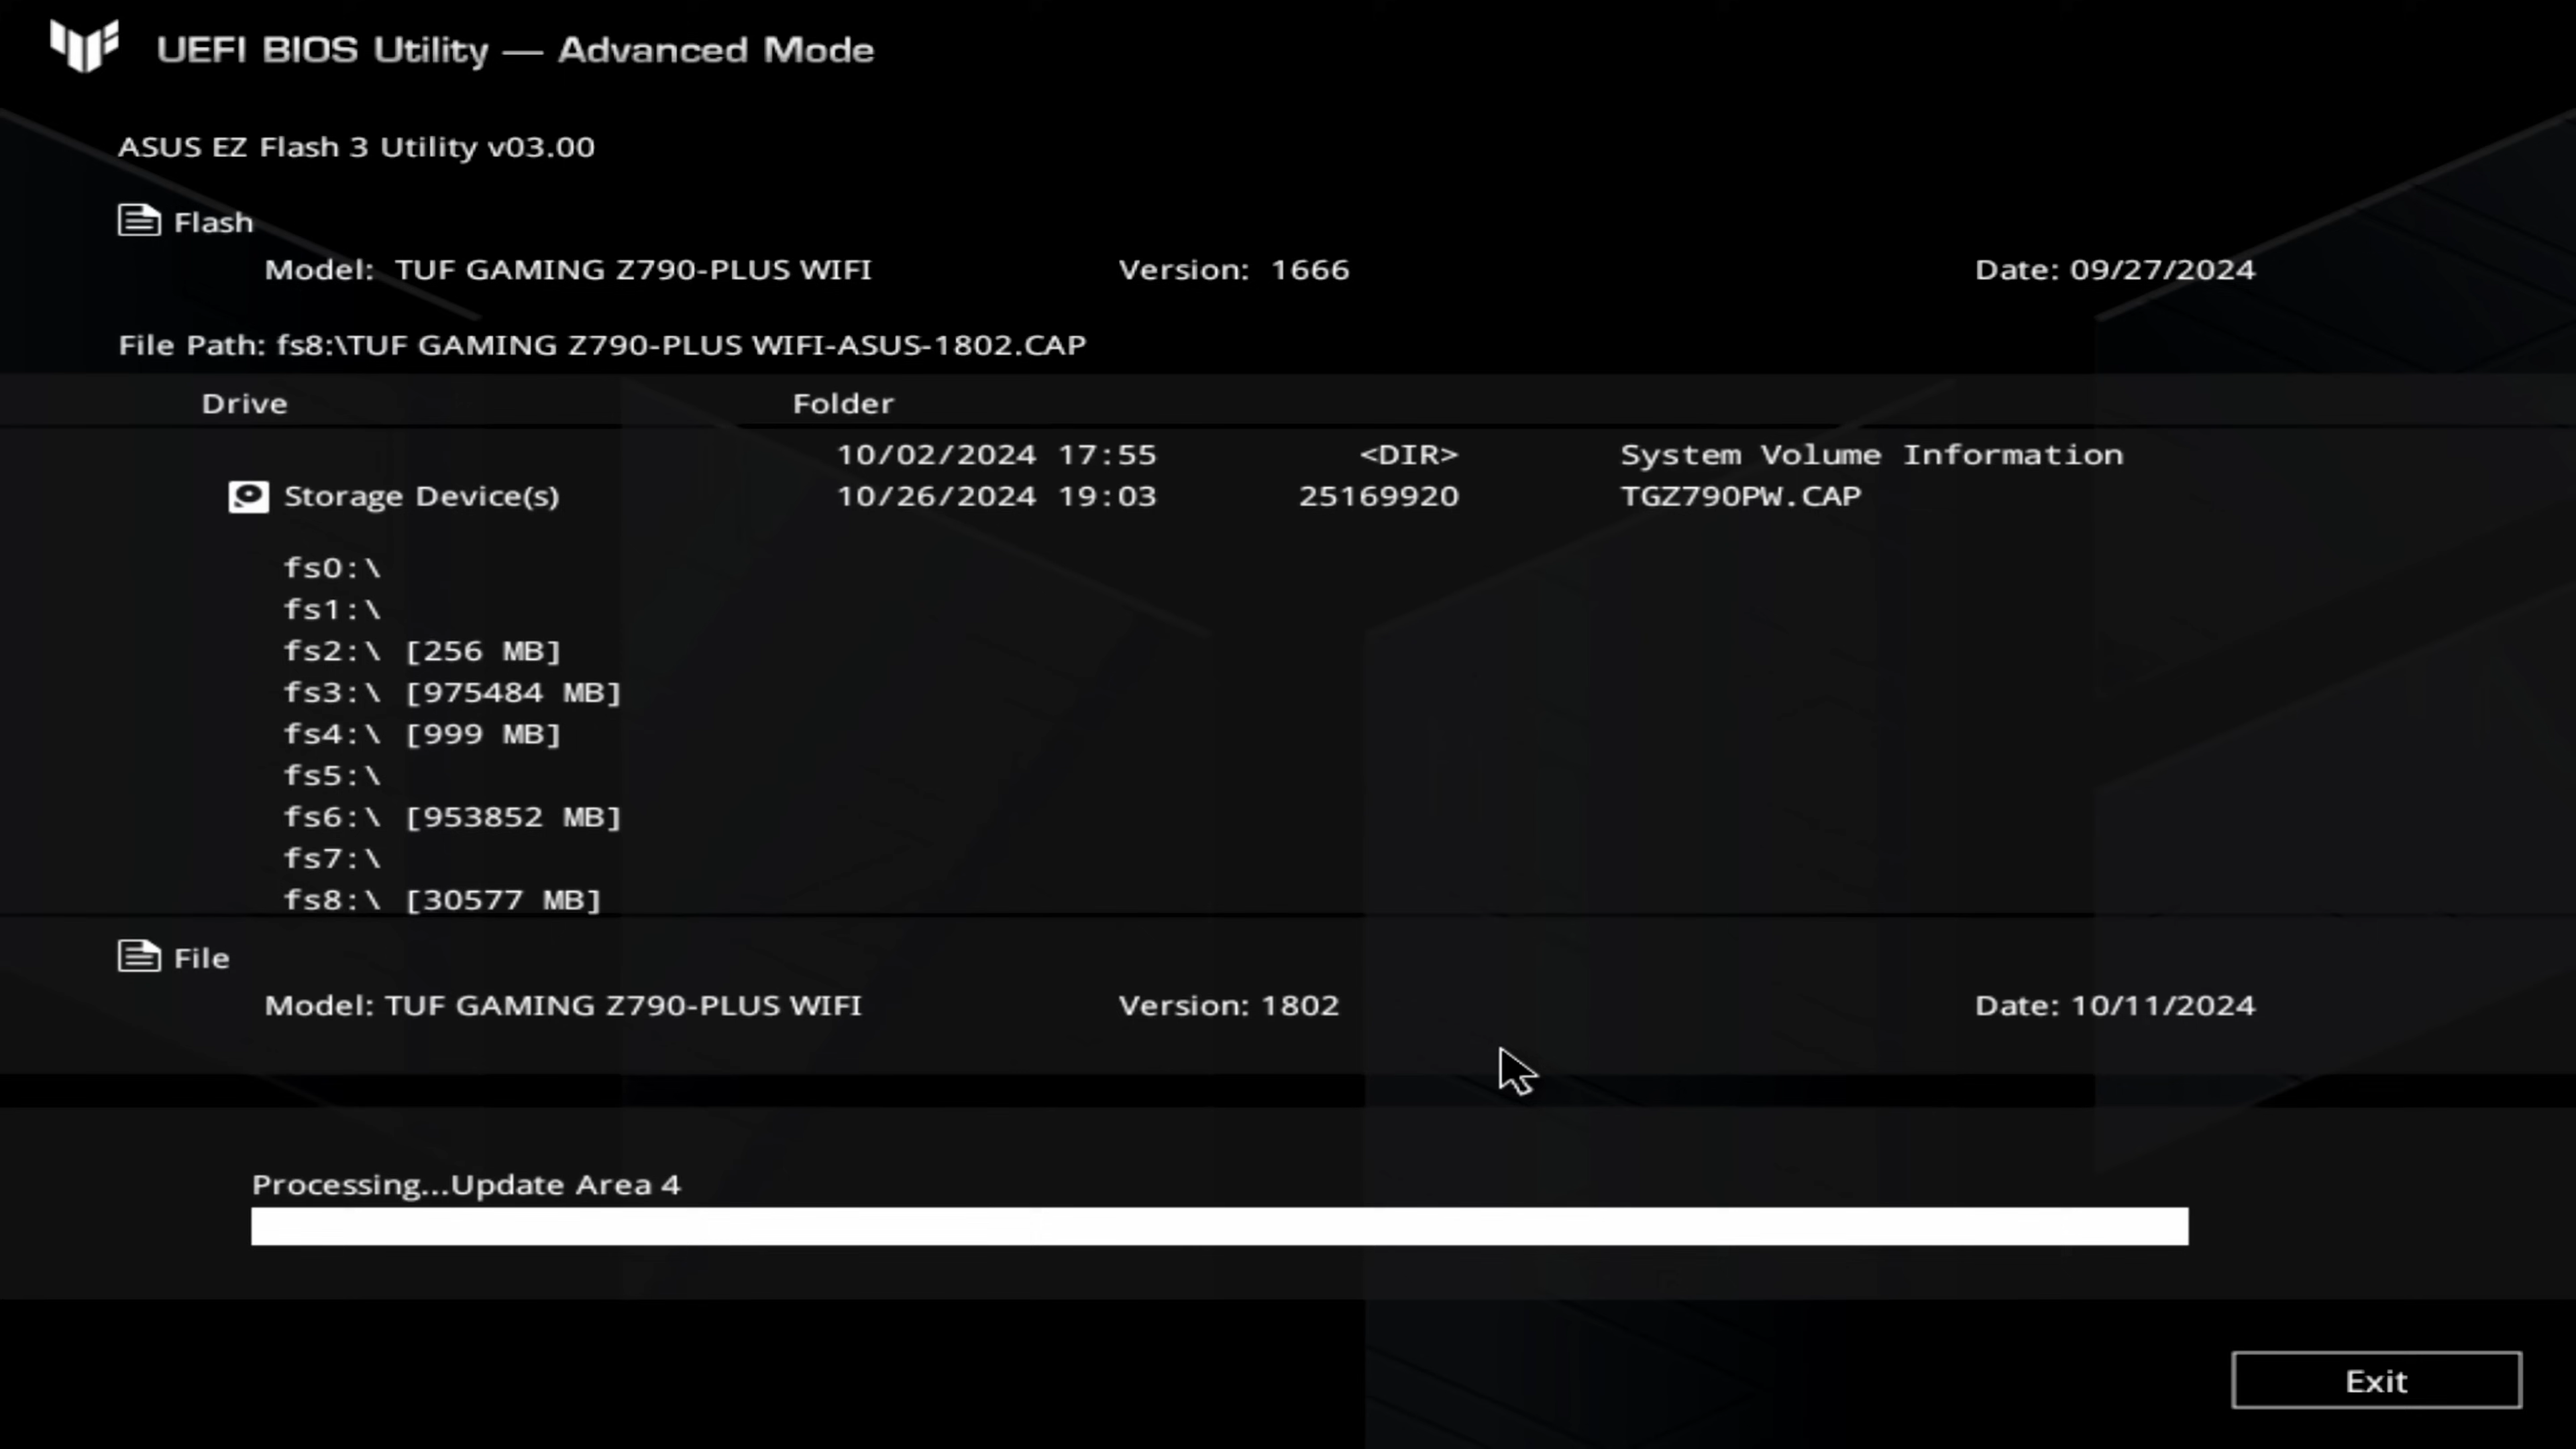 UEFI BIOS Utility — Advanced Mode
ASUS EZ Flash 3 Utility v03.00
Flash
Model: TUF GAMING Z790-PLUS WIFI Version: 1666 Date: 09/27/2024
File Path: fs8:\TUF GAMING Z790-PLUS WIFI-ASUS-1802.CAP
Drive Folder
10/02/2024 17:55 <DIR> System Volume Information
Storage Device(s) 10/26/2024 19:03 25169920 TGZ790PW.CAP
fs0:\
fs1:\
fs2:\ [256 MB]
fs3:\ [975484 MB]
fs4:\ [999 MB]
fs5:\
fs6:\ [953852 MB]
fs7:\
fs8:\ [30577 MB]
File
Model: TUF GAMING Z790-PLUS WIFI Version: 1802 Date: 10/11/2024
Processing...Update Area 4
Exit